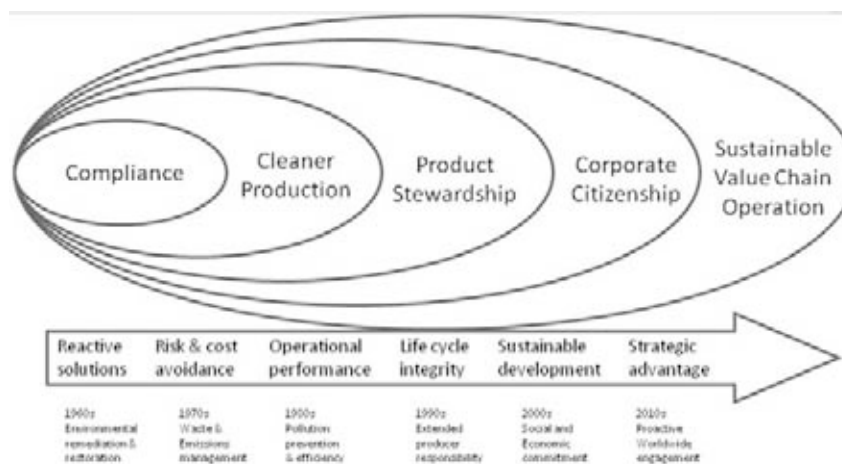 Compliance
Cleaner
Production
Product
Stewardship
Corporate
Citizenship
Sustainable
Value Chain
Operation
Reactive
solutions
Risk & cost
avoidance
Operational
performance
Life cycle
integrity
Sustainable
development
Strategic
advantage
1960s
Environmental
remediation &
restoration
1970s
Waste &
Emissions
management
Pollution
prevention
& efficiency
1990s
Extended
producer
responsibility
2000s
Social and
Economic
commitment
2010s
Proactive
Worldwide
engagement